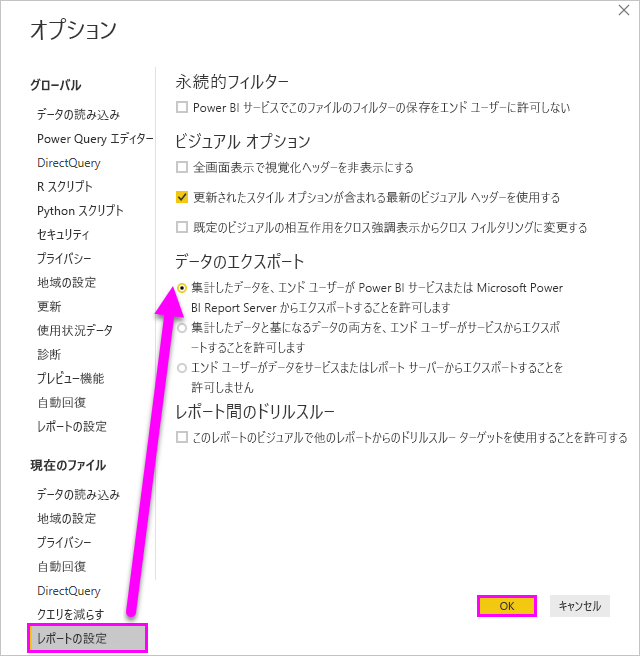 オプション
グローバル
データの読み込み
Power Query エディター
DirectQuery
R スクリプト
Python スクリプト
セキュリティ
プライバシー
地域の設定
更新
使用状況データ
診断
プレビュー機能
自動回復
レポートの設定
現在のファイル
データの読み込み
地域の設定
プライバシー
自動回復
DirectQuery
クエリを減らす
レポートの設定
永続的フィルター
Power BI サービスでこのファイルのフィルターの保存をエンド ユーザーに許可しない
ビジュアル オプション
全画面表示で視覚化ヘッダーを非表示にする
更新されたスタイル オプションが含まれる最新のビジュアル ヘッダーを使用する
既定のビジュアルの相互作用をクロス強調表示からクロス フィルタリングに変更する
データのエクスポート
集計したデータを、エンド ユーザーが Power BI サービスまたは Microsoft Power
BI Report Server からエクスポートすることを許可します
集計したデータと基になるデータの両方を、エンド ユーザーがサービスからエクスポ
ートすることを許可します
エンド ユーザーがデータをサービスまたはレポート サーバーからエクスポートすることを
許可しません
レポート間のドリルスルー
このレポートのビジュアルで他のレポートからのドリルスルー ターゲットを使用することを許可する
OK
キャンセル